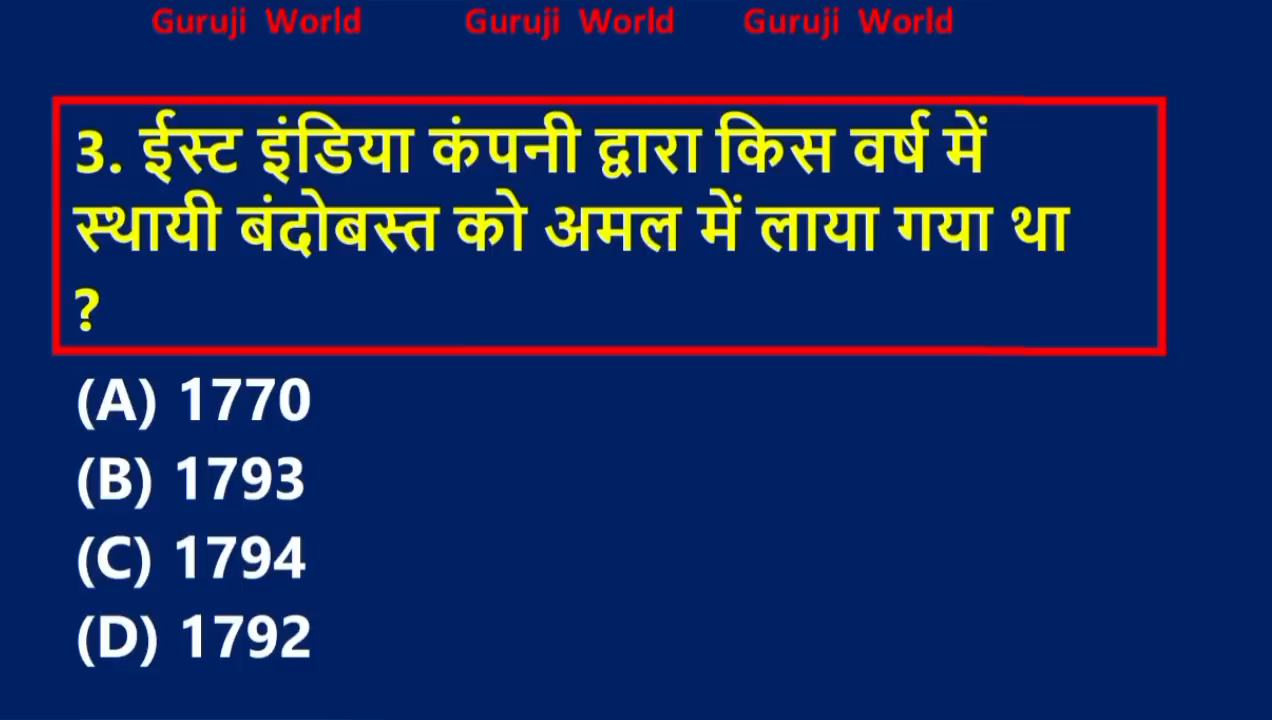 Guruji World Guruji World Guruji World
3. ईस्ट इंडिया कंपनी द्वारा किस वर्ष में
स्थायी बंदोबस्त को अमल में लाया गया था
?
(A) 1770
(B) 1793
(C) 1794
(D) 1792